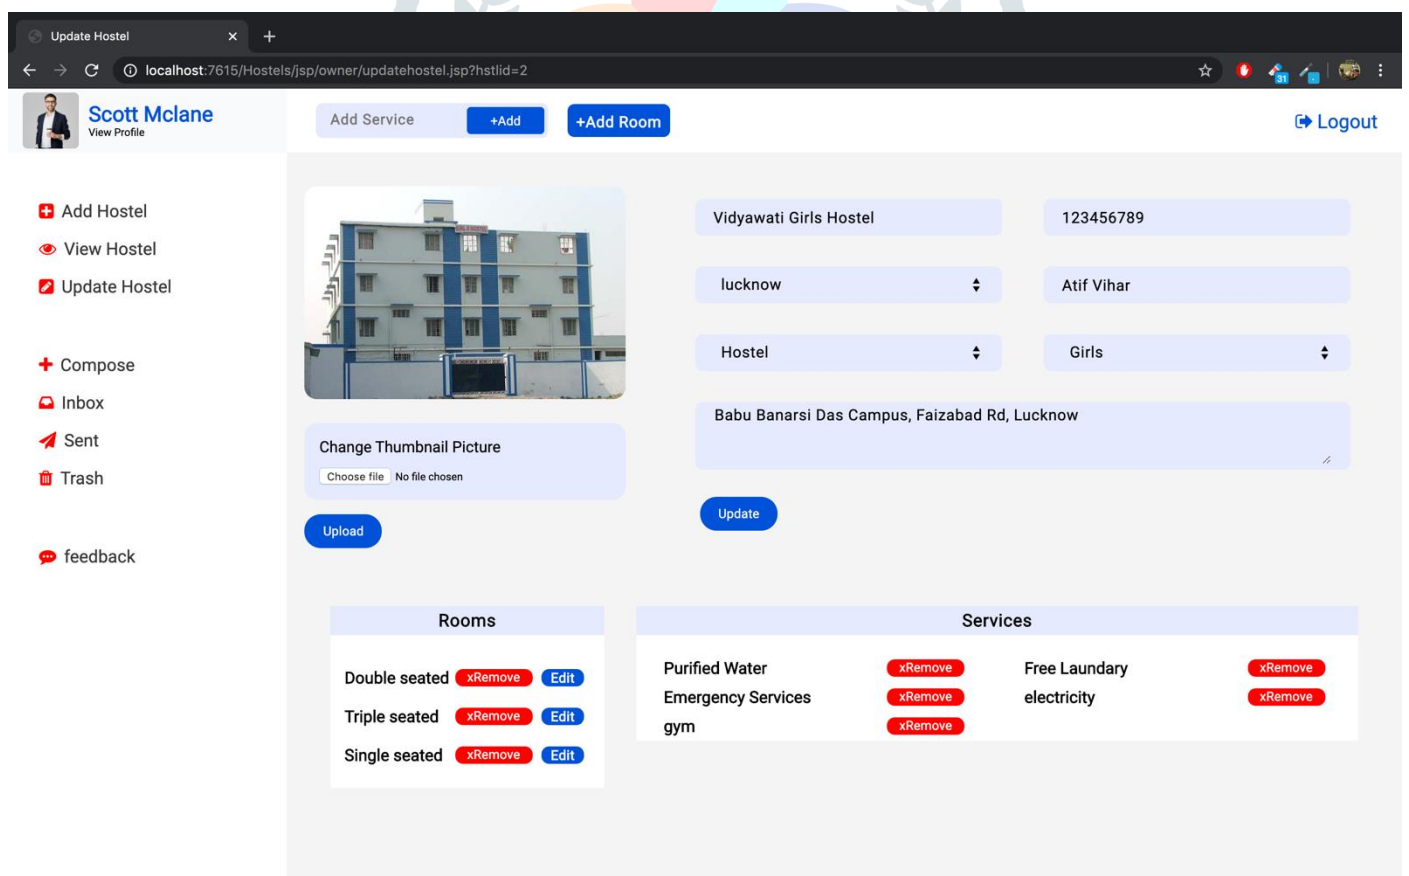 Update Hostel
localhost:7615/Hostels/jsp/owner/updatehostel.jsp?hstlid=2
31
Scott Mclane
View Profile
Add Service
+Add
+Add Room
Logout
Add Hostel
View Hostel
Update Hostel
Compose
Inbox
Sent
Trash
feedback
Change Thumbnail Picture
Choose file No file chosen
Upload
Vidyawati Girls Hostel
123456789
lucknow
Atif Vihar
Hostel
Girls
Babu Banarsi Das Campus, Faizabad Rd, Lucknow
Update
Rooms
Double seated xRemove Edit
Triple seated xRemove Edit
Single seated xRemove Edit
Services
Purified Water xRemove Free Laundary xRemove
Emergency Services xRemove electricity xRemove
gym xRemove